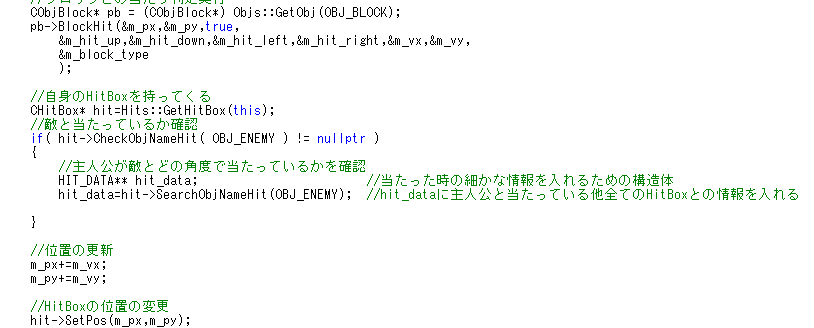 CObjBlock* pb = (CObjBlock*) Objs::GetObj(OBJ_BLOCK);
pb->BlockHit(&m_px,&m_py,true,
&m_hit_up,&m_hit_down,&m_hit_left,&m_hit_right,&m_vx,&m_vy,
&m_block_type
);
//自身のHitBoxを持ってくる
CHitBox* hit=Hits::GetHitBox(this);
//敵と当たっているか確認
if( hit->CheckObjNameHit( OBJ_ENEMY ) != nullptr )
{
//主人公が敵とどの角度で当たっているかを確認
HIT_DATA** hit_data; //当たった時の細かな情報を入れるための構造体
hit_data=hit->SearchObjNameHit(OBJ_ENEMY); //hit_dataに主人公と当たっている他全てのHitBoxとの情報を入れる
}
//位置の更新
m_px+=m_vx;
m_py+=m_vy;
//HitBoxの位置の変更
hit->SetPos(m_px,m_py);